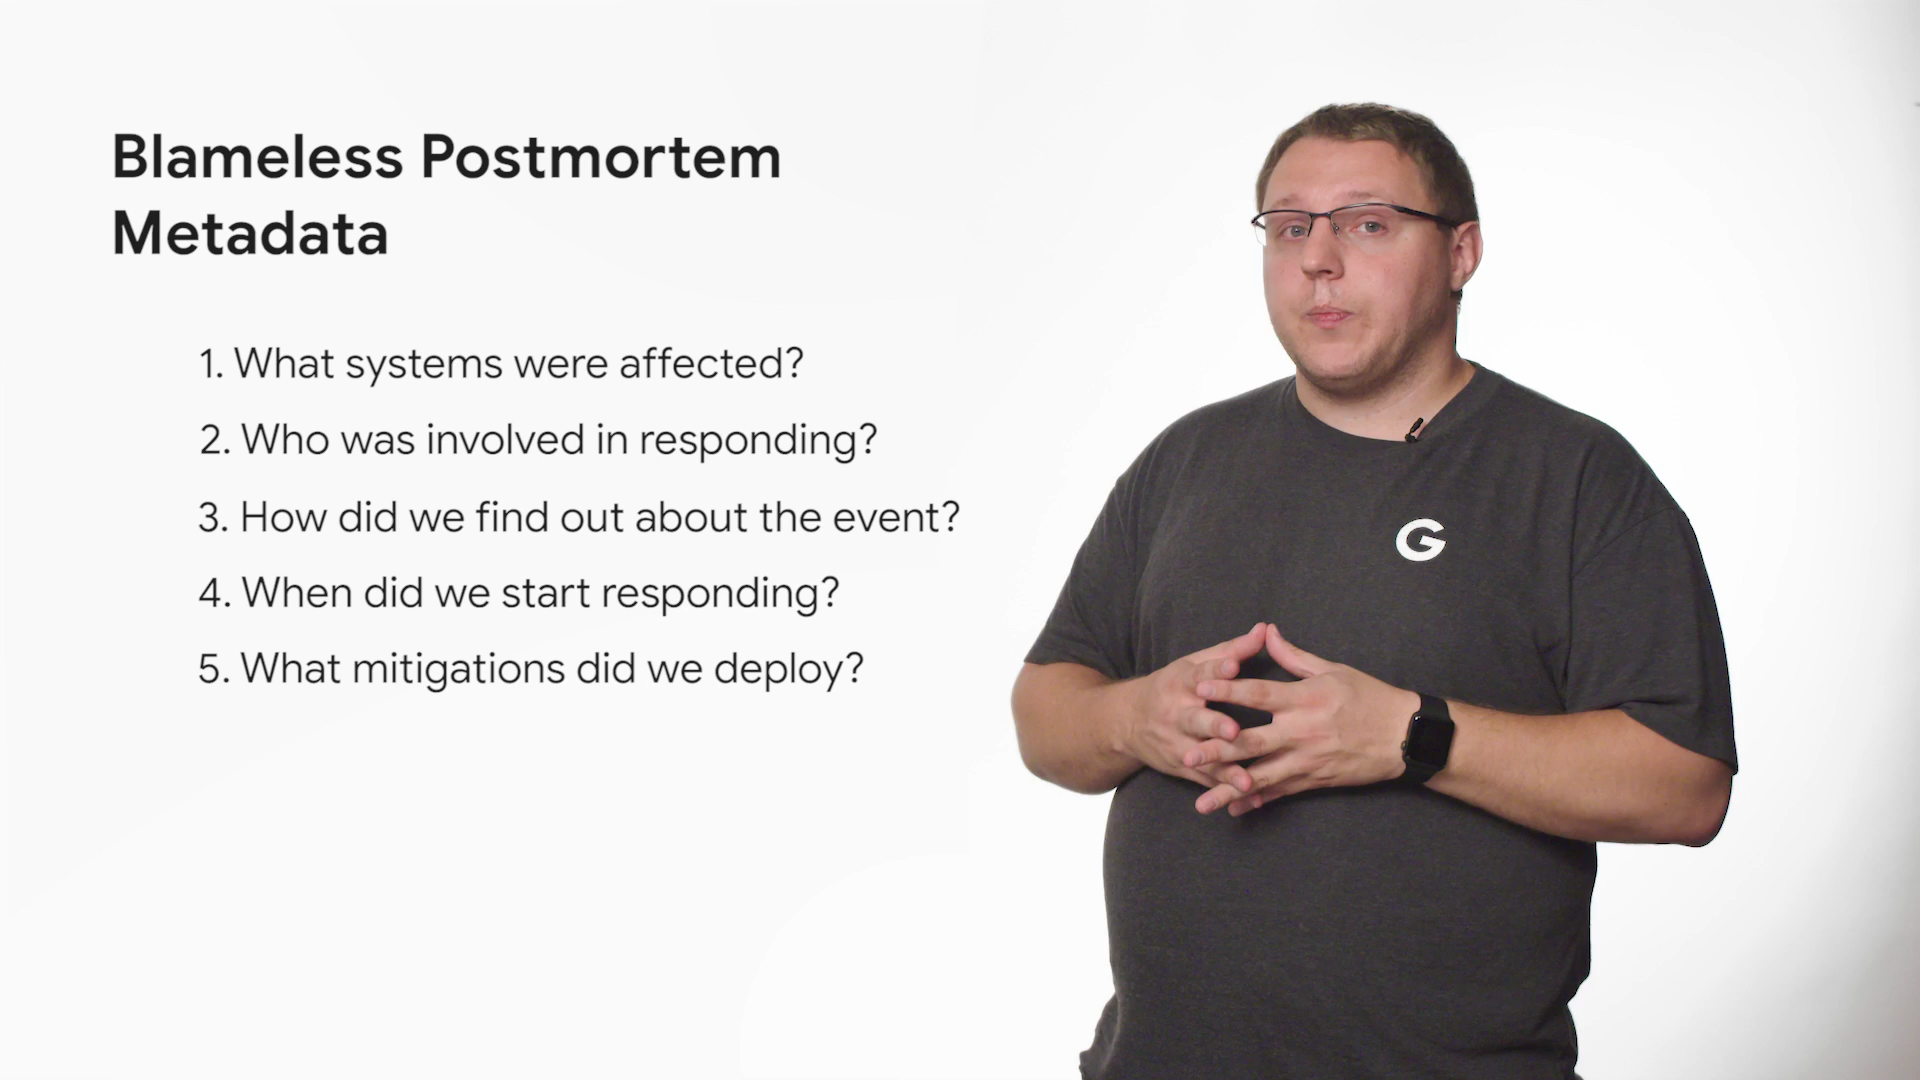 Blameless Postmortem
Metadata
1. What systems were affected?
2. Who was involved in responding?
3. How did we find out about the event?
4. When did we start responding?
5. What mitigations did we deploy?
G